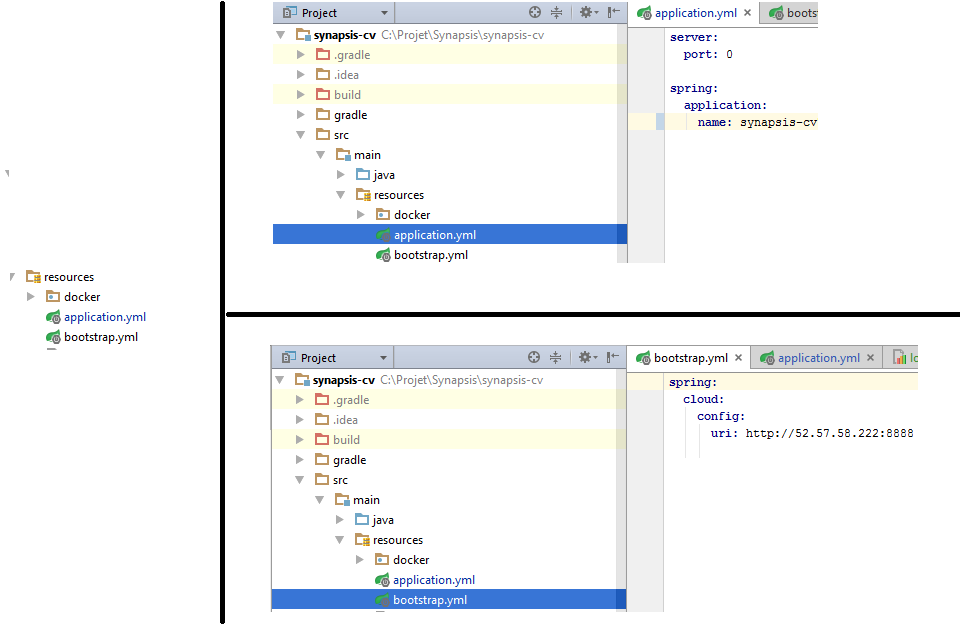 resources
docker
application.yml
bootstrap.yml
Project
synapsis-cv C:\Projet\Synapsis\synapsis-cv
.gradle
.idea
build
gradle
src
main
java
resources
docker
application.yml
bootstrap.yml
application.yml
boots
server:
port: 0
spring:
application:
name: synapsis-cv
Project
synapsis-cv C:\Projet\Synapsis\synapsis-cv
.gradle
.idea
build
gradle
src
main
java
resources
docker
application.yml
bootstrap.yml
bootstrap.yml
application.yml
lo
spring:
cloud:
config:
uri: http://52.57.58.222:8888